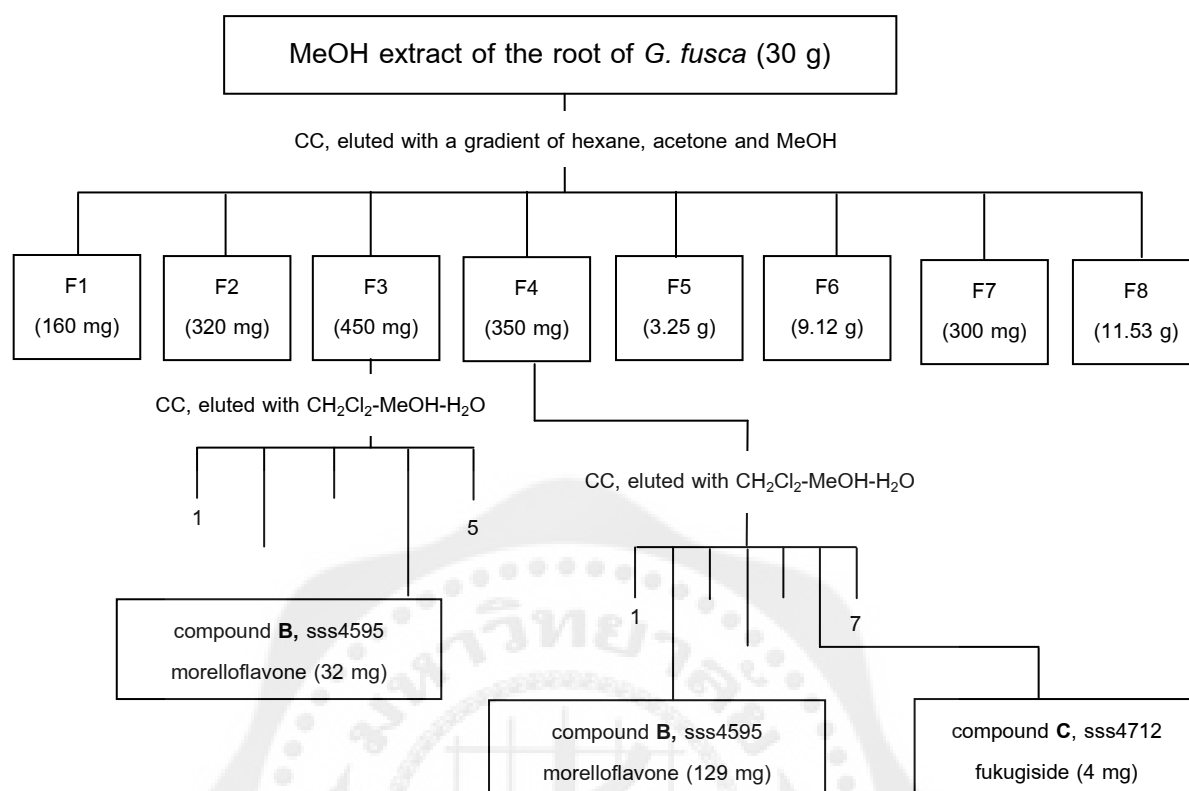 MeOH extract of the root of G. fusca (30 g)
CC, eluted with a gradient of hexane, acetone and MeOH
F1
(160 mg)
F2
(320 mg)
F3
(450 mg)
F4
(350 mg)
F5
(3.25 g)
F6
(9.12 g)
F7
(300 mg)
F8
(11.53 g)
CC, eluted with CH₂Cl₂-MeOH-H₂O
1
5
compound B, sss4595
morelloflavone (32 mg)
CC, eluted with CH₂Cl₂-MeOH-H₂O
1
7
compound B, sss4595
morelloflavone (129 mg)
compound C, sss4712
fukugiside (4 mg)